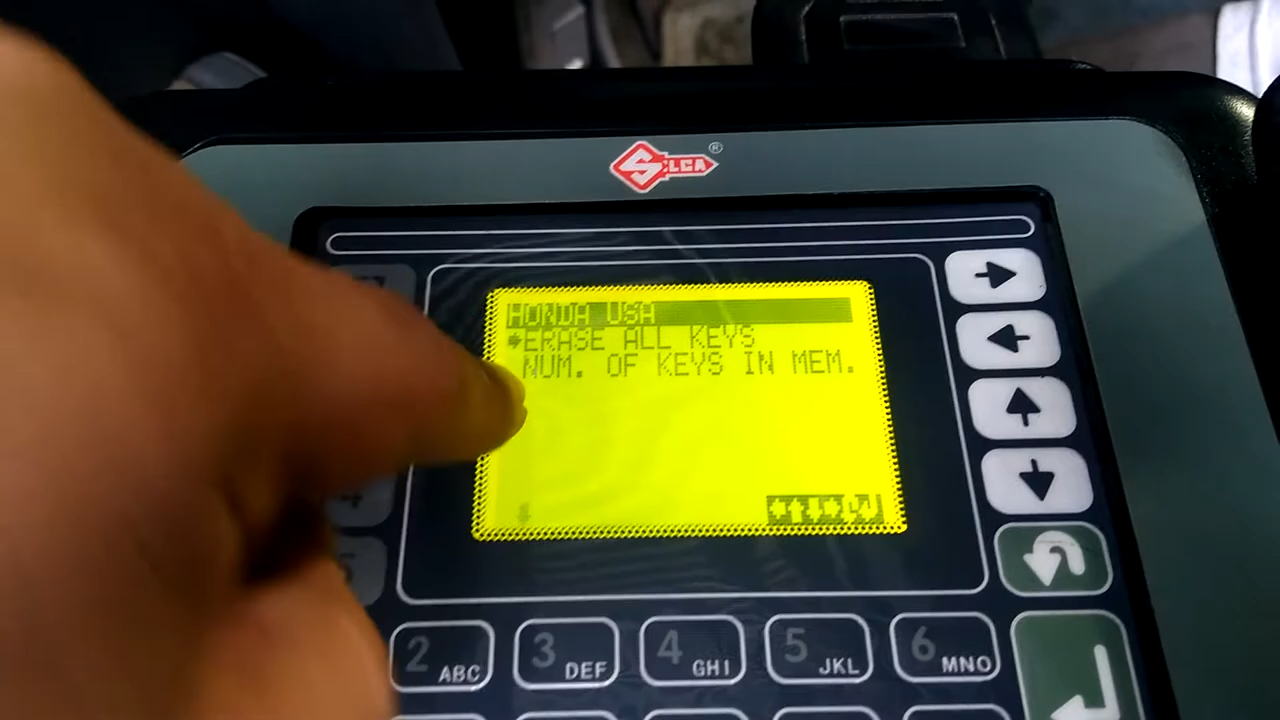 SILCA®
HONDA USA
ERASE ALL KEYS
NUM. OF KEYS IN MEM.
2 ABC
3 DEF
4 GHI
5 JKL
6 MNO